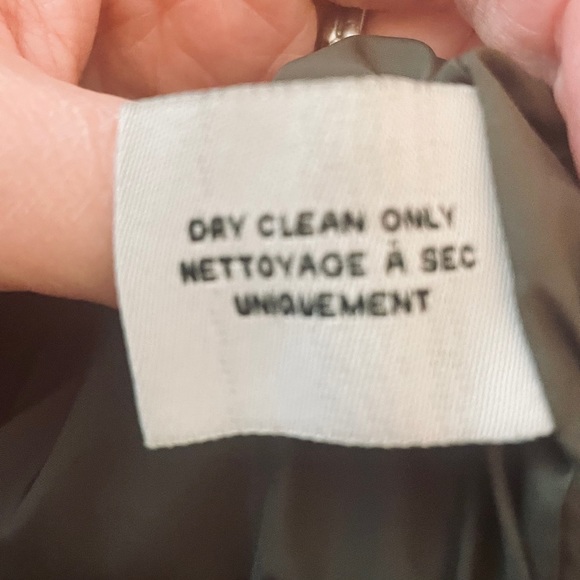 DRY CLEAN ONLY
NETTOYAGE À SEC
UNIQUEMENT